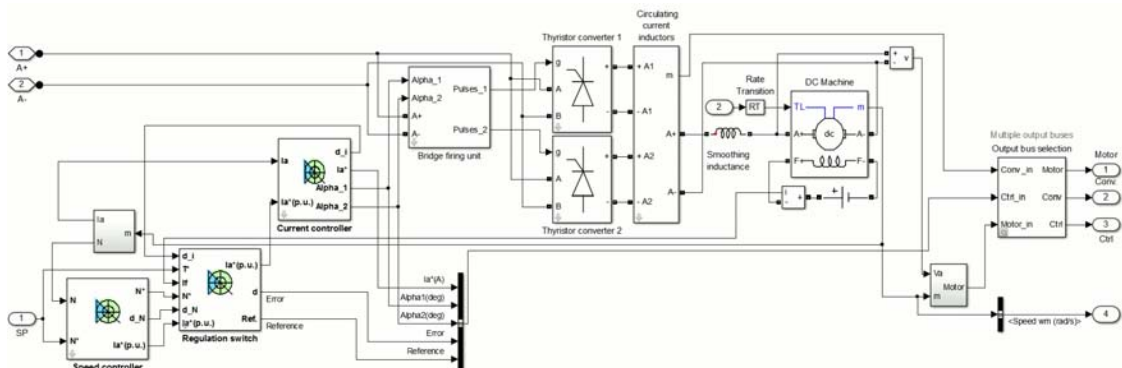 1
A+
2
A-
Ia
N
m
1
SP
N
N*
N*
d_N
Ia*(p.u.)
Speed controller
d_i
T*
If
N*
d_N
Ia*(p.u.)
Ia*(p.u.)
d
Ref.
Regulation switch
Error
Reference
Ia
Ia*(p.u.)
d_i
Ia*
Alpha_1
Alpha_2
Current controller
Alpha_1
Alpha_2
A+
A-
Pulses_1
Pulses_2
Bridge firing unit
Ia*(A)
Alpha1(deg)
Alpha2(deg)
Error
Reference
Thyristor converter 1
g
A
B
+
-
g
A
B
+
-
Thyristor converter 2
Circulating
current
inductors
+ A1
- A1
+ A2
- A2
m
A+
A-
Smoothing
inductance
Rate
Transition
2
RT
DC Machine
TL
m
A+
dc
A-
F+
F-
i
+
-
+
+
-
v
Va
m
Motor
Multiple output buses
Output bus selection
Conv_in
Ctrl_in
Motor_in
Motor
Conv
Ctrl
Motor
1
Conv.
2
3
Ctrl
<Speed wm (rad/s)>
4